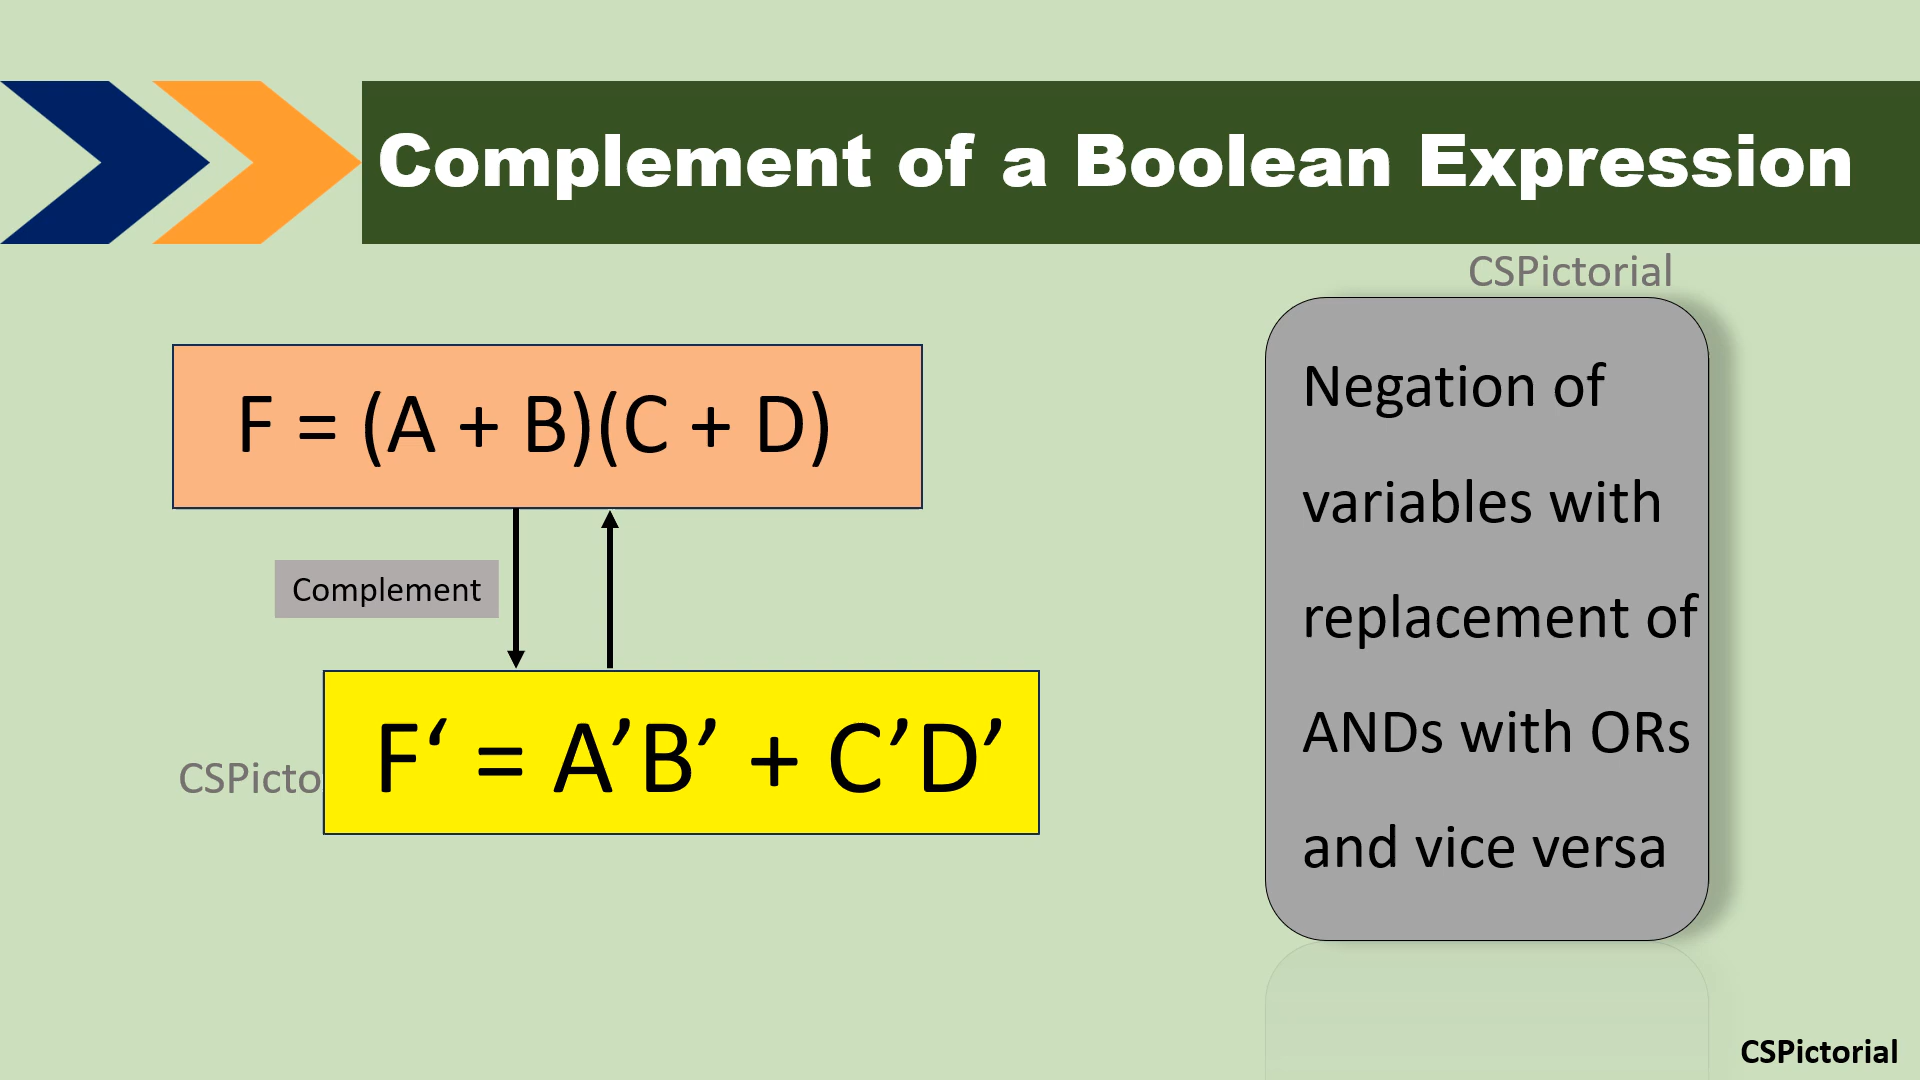 Complement of a Boolean Expression
CSPictorial
F = (A + B)(C + D)
Complement
F‘ = A’B’ + C’D’
CSPicto
Negation of
variables with
replacement of
ANDs with ORs
and vice versa
CSPictorial